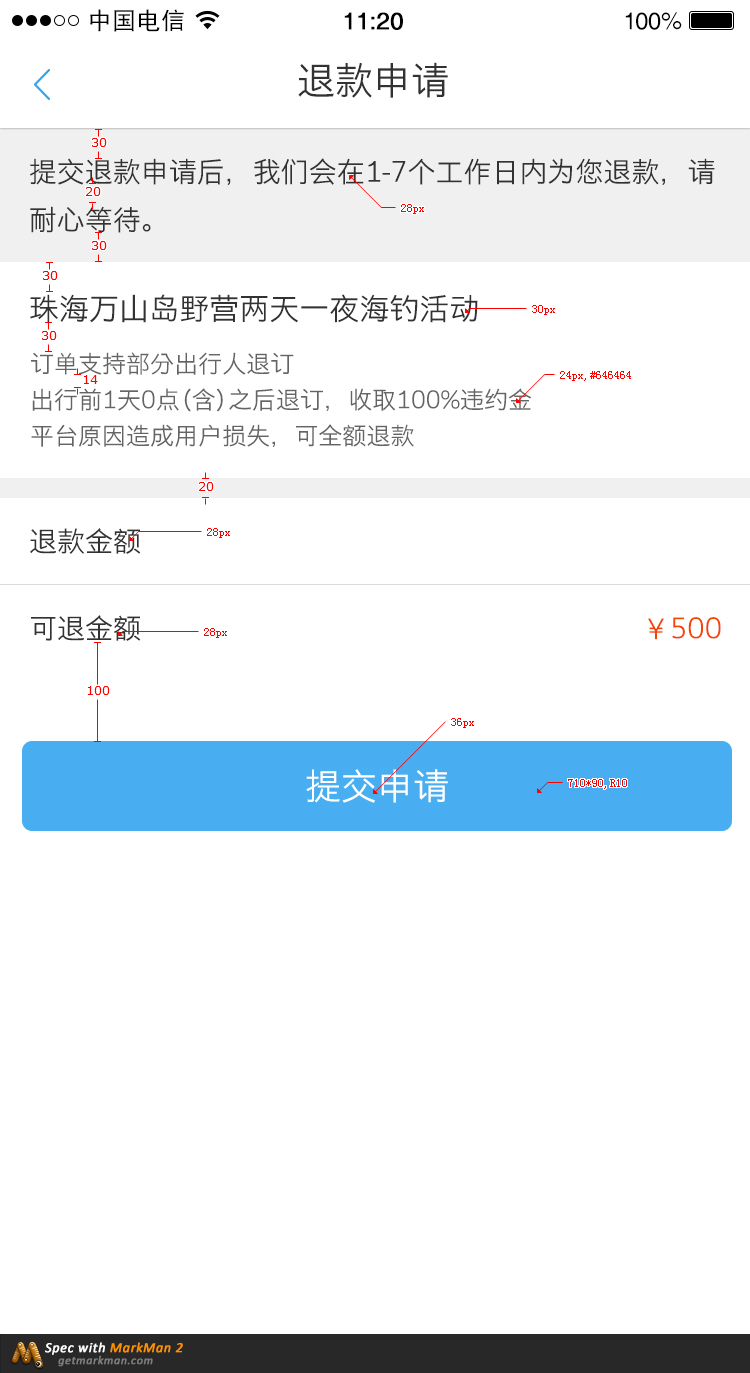 中国电信 11:20 100%
退款申请
30
提交退款申请后，我们会在1-7个工作日内为您退款，请
20
28px
耐心等待。
30
30
珠海万山岛野营两天一夜海钓活动
30px
30
订单支持部分出行人退订
14
24px, #646464
出行前1天0点(含)之后退订，收取100%违约金
平台原因造成用户损失，可全额退款
20
退款金额
28px
可退金额
28px
￥500
100
36px
提交申请
710*90,R10
Spec with MarkMan 2
getmarkman.com